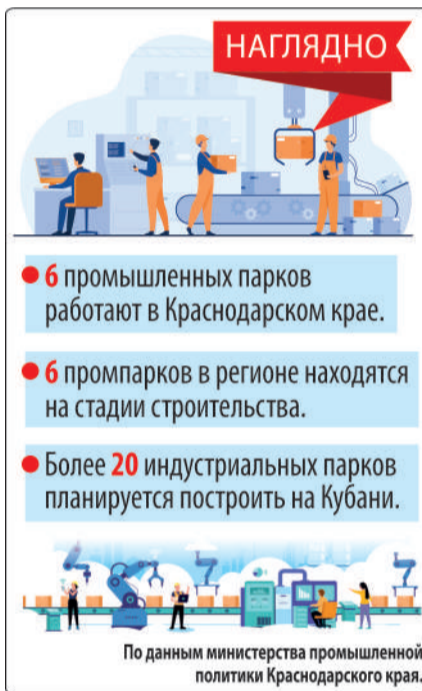 НАГЛЯДНО
● 6 промышленных парков
работают в Краснодарском крае.
● 6 промпарков в регионе находятся
на стадии строительства.
● Более 20 индустриальных парков
планируется построить на Кубани.
По данным министерства промышленной
политики Краснодарского края.